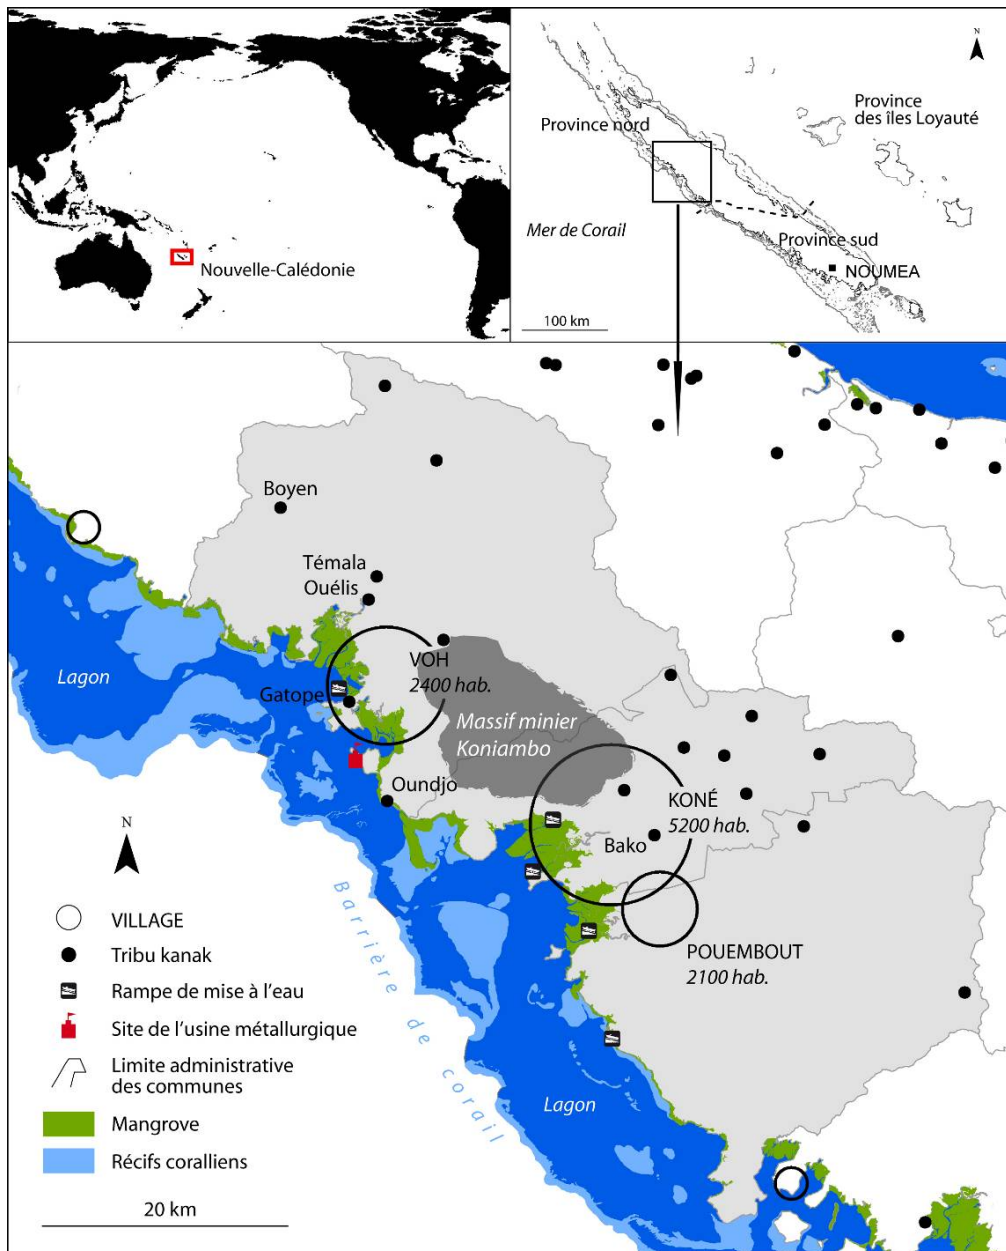 Nouvelle-Calédonie
N
Province
des îles Loyauté
Province nord
Mer de Corail
Province sud
NOUMEA
100 km
Boyen
Témala
Ouélis
VOH
2400 hab.
Lagon
Gatope
Massif minier
Koniambo
Oundjo
KONÉ
5200 hab.
Bako
POUEMBOUT
2100 hab.
Barrière de corail
Lagon
N
VILLAGE
Tribu kanak
Rampe de mise à l'eau
Site de l'usine métallurgique
Limite administrative
des communes
Mangrove
Récifs coralliens
20 km